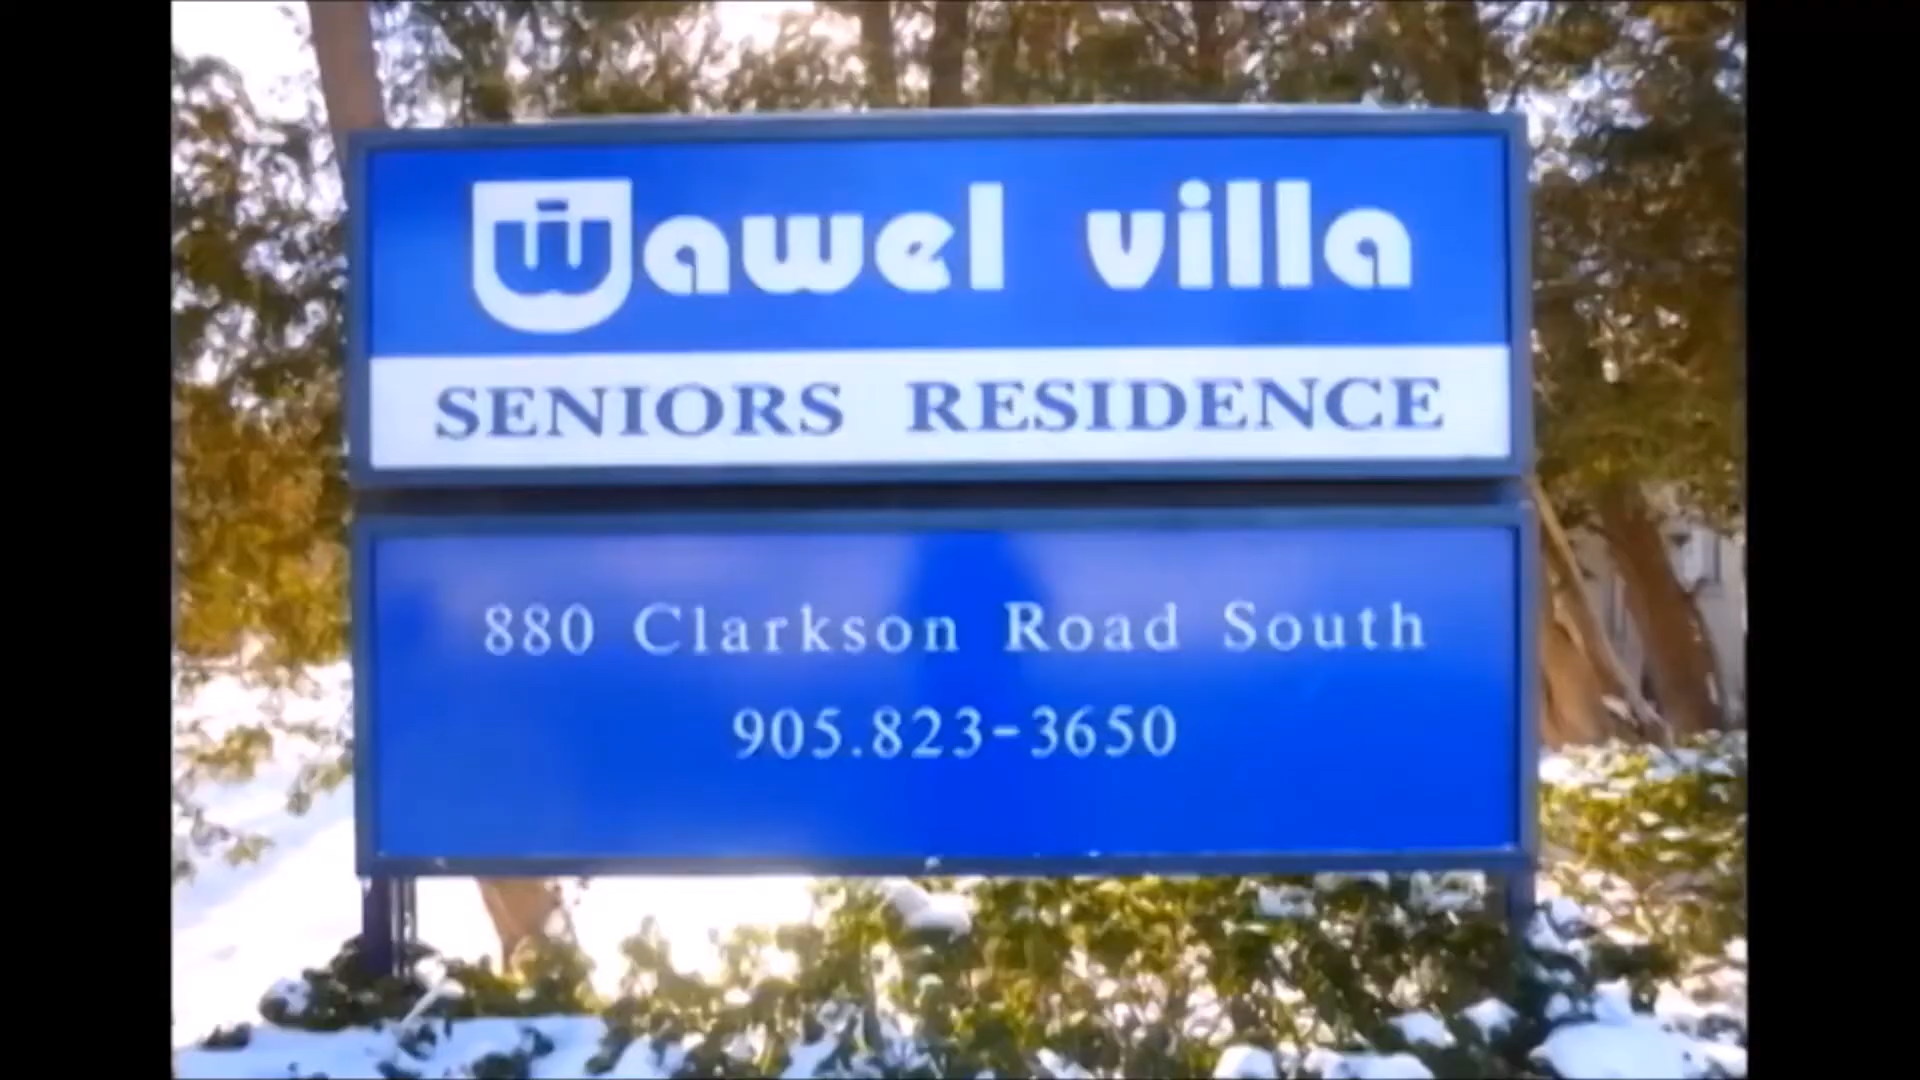 Wawel villa
SENIORS RESIDENCE
880 Clarkson Road South
905.823-3650